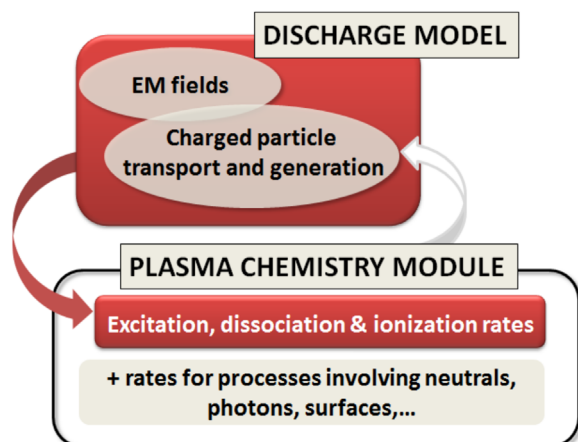 DISCHARGE MODEL
EM fields
Charged particle
transport and generation
PLASMA CHEMISTRY MODULE
Excitation, dissociation & ionization rates
+ rates for processes involving neutrals,
photons, surfaces,...